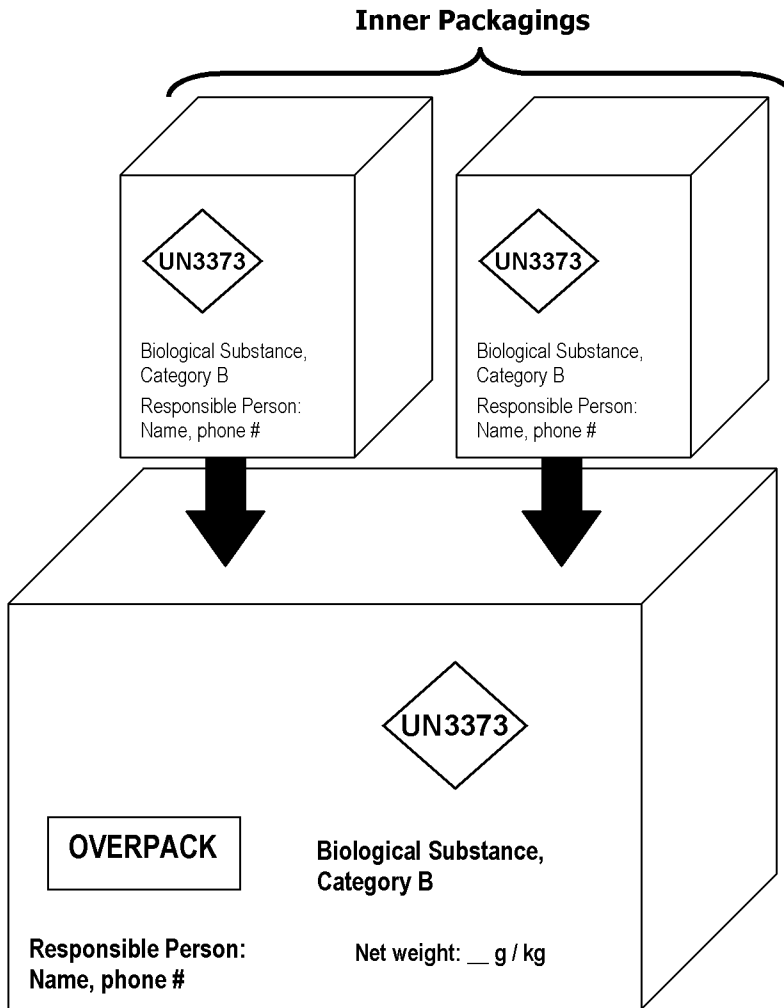 Inner Packagings
UN3373
Biological Substance,
Category B
Responsible Person:
Name, phone #
UN3373
Biological Substance,
Category B
Responsible Person:
Name, phone #
UN3373
OVERPACK
Biological Substance,
Category B
Responsible Person:
Name, phone #
Net weight: __ g / kg